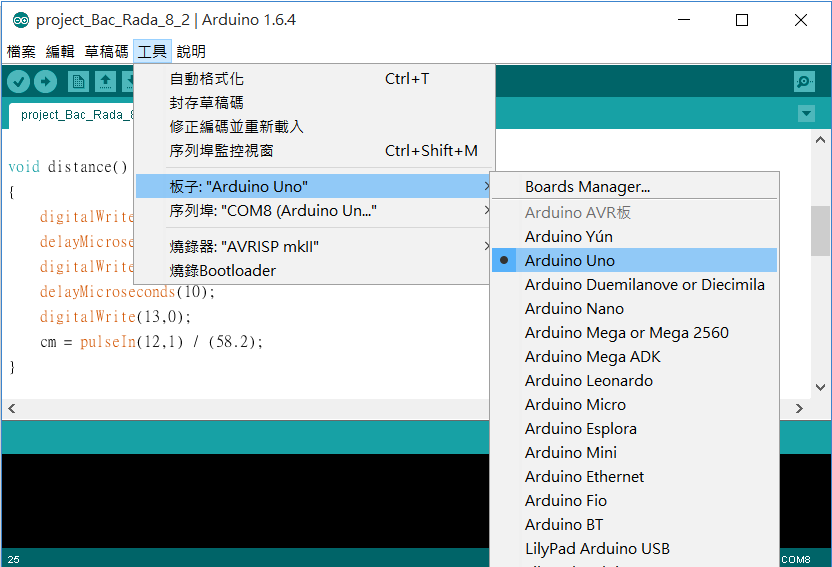 project_Bac_Rada_8_2 | Arduino 1.6.4
檔案 編輯 草稿碼 工具 說明
project_Bac_Rada_8
自動格式化 Ctrl+T
封存草稿碼
修正編碼並重新載入
序列埠監控視窗 Ctrl+Shift+M
板子: "Arduino Uno"
序列埠: "COM8 (Arduino Un..."
燒錄器: "AVRISP mkII"
燒錄Bootloader
Boards Manager...
Arduino AVR板
Arduino Yún
Arduino Uno
Arduino Duemilanove or Diecimila
Arduino Nano
Arduino Mega or Mega 2560
Arduino Mega ADK
Arduino Leonardo
Arduino Micro
Arduino Esplora
Arduino Mini
Arduino Ethernet
Arduino Fio
Arduino BT
LilyPad Arduino USB
void distance()
{
digitalWrite
delayMicrose
digitalWrite
delayMicroseconds(10);
digitalWrite(13,0);
cm = pulseIn(12,1) / (58.2);
}
25
COM8